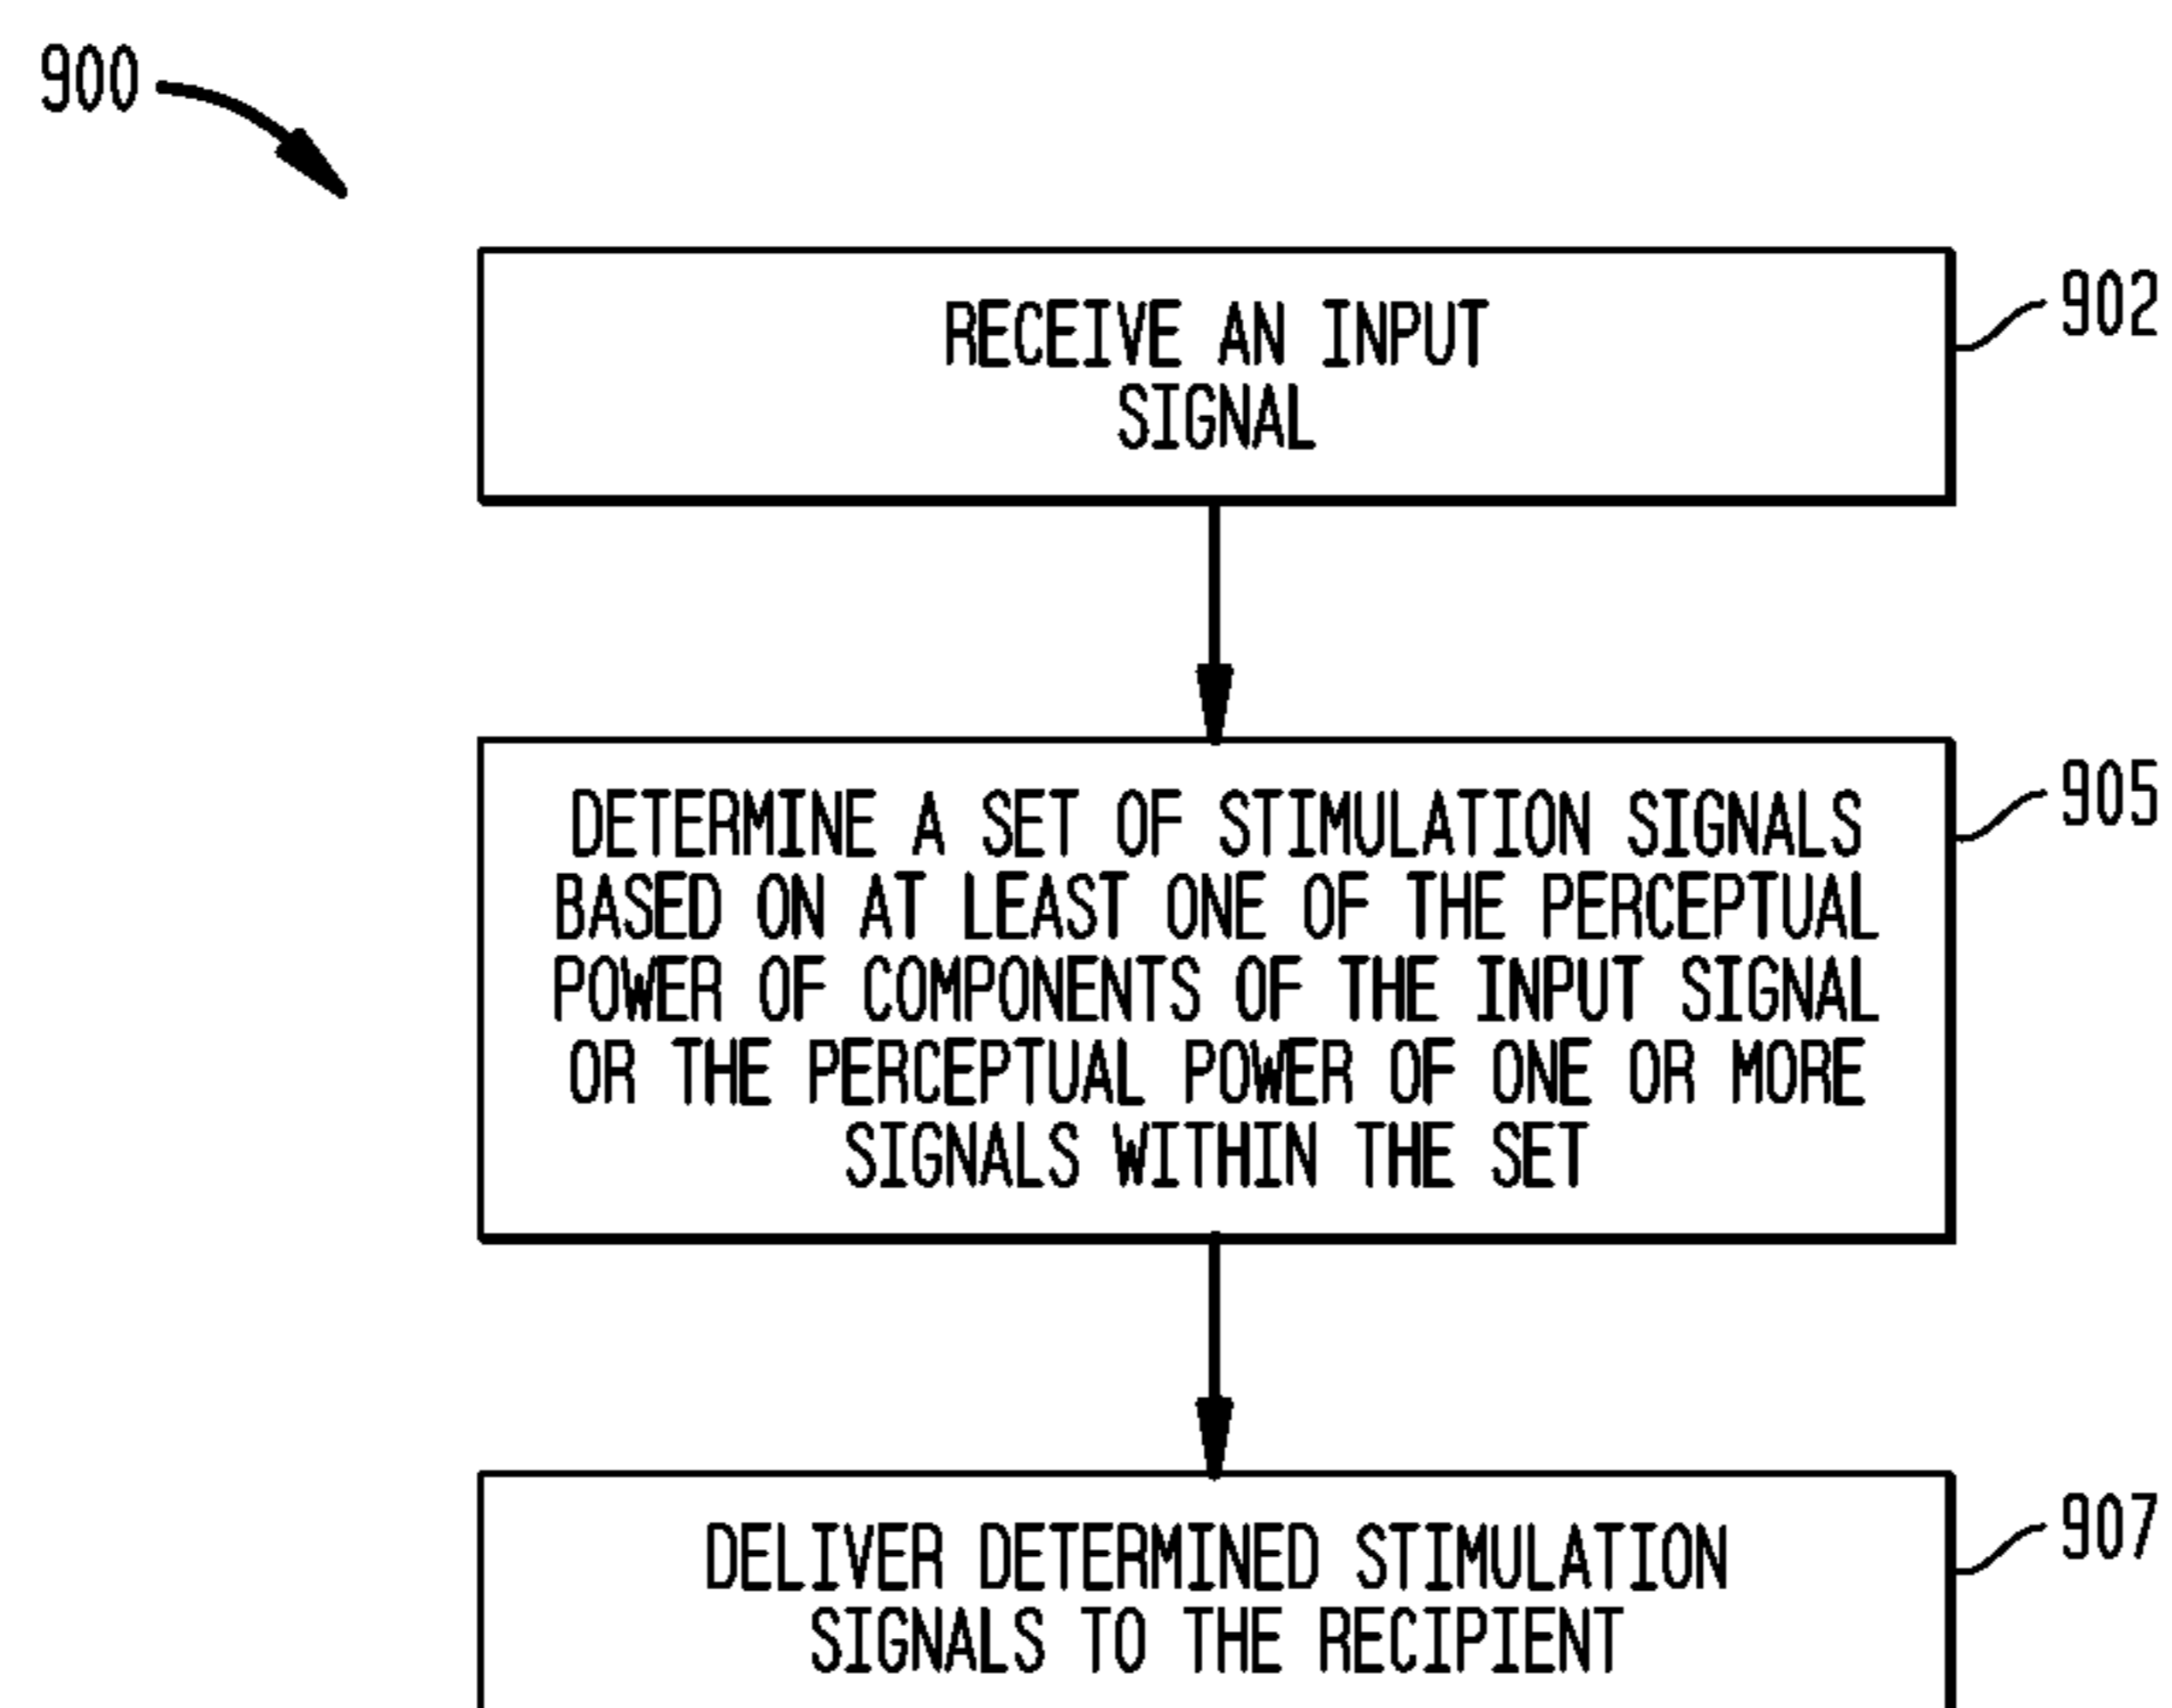 900
RECEIVE AN INPUT
SIGNAL
902
DETERMINE A SET OF STIMULATION SIGNALS
BASED ON AT LEAST ONE OF THE PERCEPTUAL
POWER OF COMPONENTS OF THE INPUT SIGNAL
OR THE PERCEPTUAL POWER OF ONE OR MORE
SIGNALS WITHIN THE SET
905
DELIVER DETERMINED STIMULATION
SIGNALS TO THE RECIPIENT
907